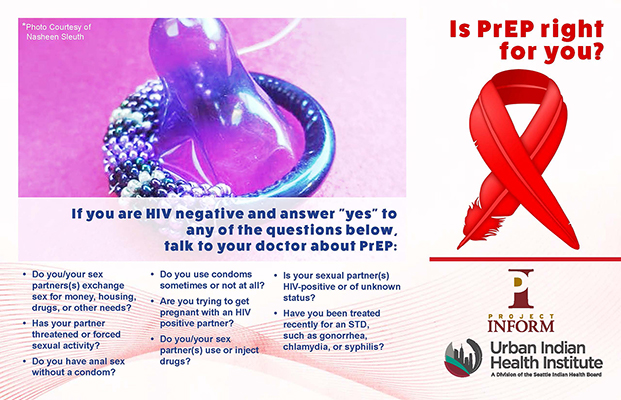 *Photo Courtesy of
Nasheen Sleuth
Is PrEP right
for you?
If you are HIV negative and answer "yes" to
any of the questions below,
talk to your doctor about PrEP:
• Do you/your sex
partners(s) exchange
sex for money, housing,
drugs, or other needs?
• Has your partner
threatened or forced
sexual activity?
• Do you have anal sex
without a condom?
• Do you use condoms
sometimes or not at all?
• Are you trying to get
pregnant with an HIV
positive partner?
• Do you/your sex
partner(s) use or inject
drugs?
• Is your sexual partner(s)
HIV-positive or of unknown
status?
• Have you been treated
recently for an STD,
such as gonorrhea,
chlamydia, or syphilis?
PI
PROJECT
INFORM
Urban Indian
Health Institute
A Division of the Seattle Indian Health Board